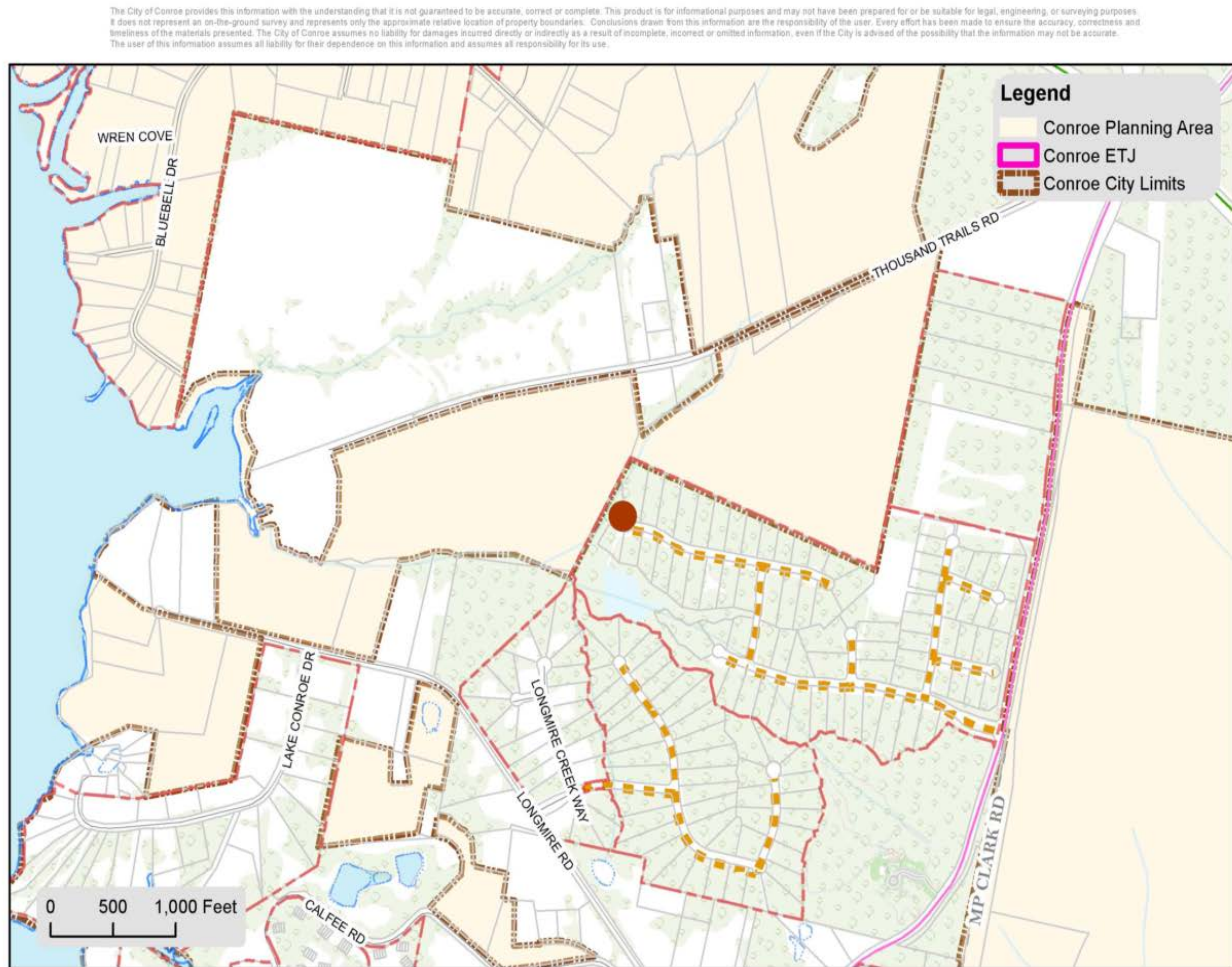 The City of Conroe provides this information with the understanding that it is not guaranteed to be accurate, correct or complete. This product is for informational purposes and may not have been prepared for or be suitable for legal, engineering, or surveying purposes.
It does not represent an on-the-ground survey and represents only the approximate relative location of property boundaries. Conclusions drawn from this information are the responsibility of the user. Every effort has been made to ensure the accuracy, correctness and
timeliness of the materials presented. The City of Conroe assumes no liability for damages incurred directly or indirectly as a result of incomplete, incorrect or omitted information, even if the City is advised of the possibility that the information may not be accurate.
The user of this information assumes all liability for their dependence on this information and assumes all responsibility for its use.
Legend
Conroe Planning Area
Conroe ETJ
Conroe City Limits
WREN COVE
BLUEBELL DR
THOUSAND TRAILS RD
LAKE CONROE DR
LONGMIRE CREEK WAY
LONGMIRE RD
MP CLARK RD
CALFEE RD
0 500 1,000 Feet